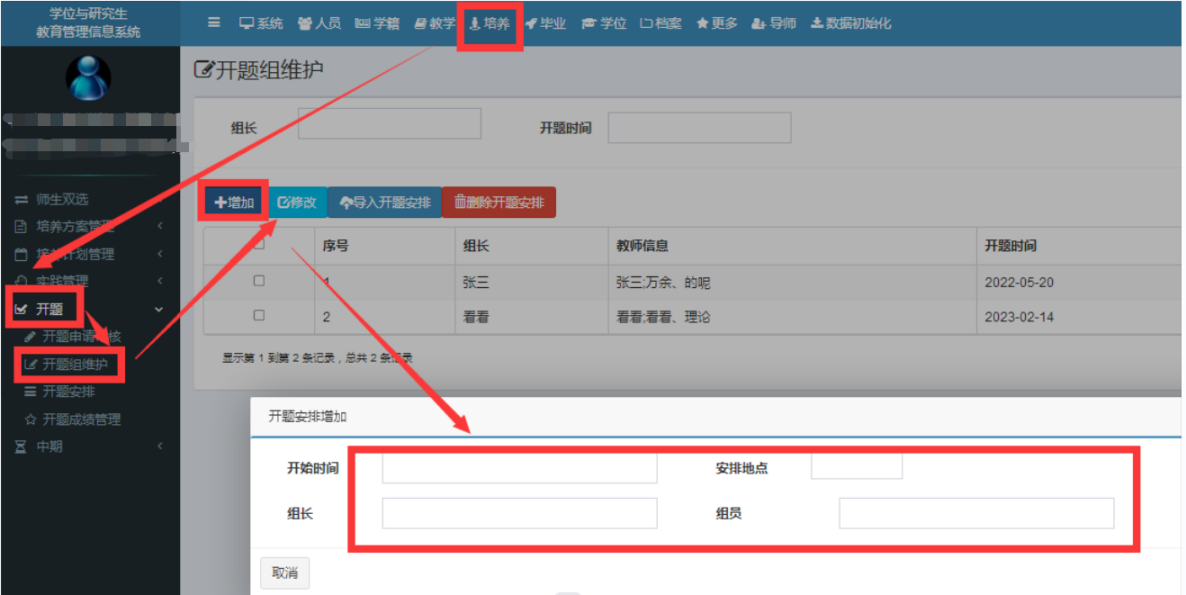 学位与研究生
教育管理信息系统
系统 人员 学籍 教学 培养 毕业 学位 档案 更多 导师 数据初始化
开题组维护
组长 开题时间
师生双选
培养方案管理
培养计划管理
实践管理
开题
开题申请审核
开题组维护
开题安排
开题成绩管理
中期
增加 修改 导入开题安排 删除开题安排
序号 组长 教师信息 开题时间
1 张三 张三;万余、的呢 2022-05-20
2 看看 看看;看看、理论 2023-02-14
显示第 1 到第 2 条记录，总共 2 条记录
开题安排增加
开始时间 安排地点
组长 组员
取消